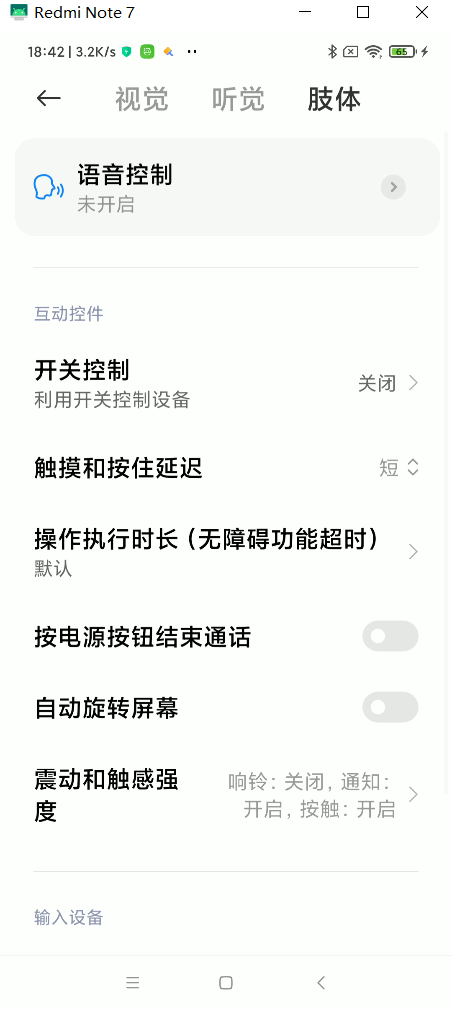 Redmi Note 7
18:42 | 3.2K/s
65
视觉 听觉 肢体
语音控制
未开启
互动控件
开关控制
利用开关控制设备
关闭
触摸和按住延迟
短
操作执行时长（无障碍功能超时）
默认
按电源按钮结束通话
自动旋转屏幕
震动和触感强
度
响铃：关闭，通知：
开启，按触：开启
输入设备